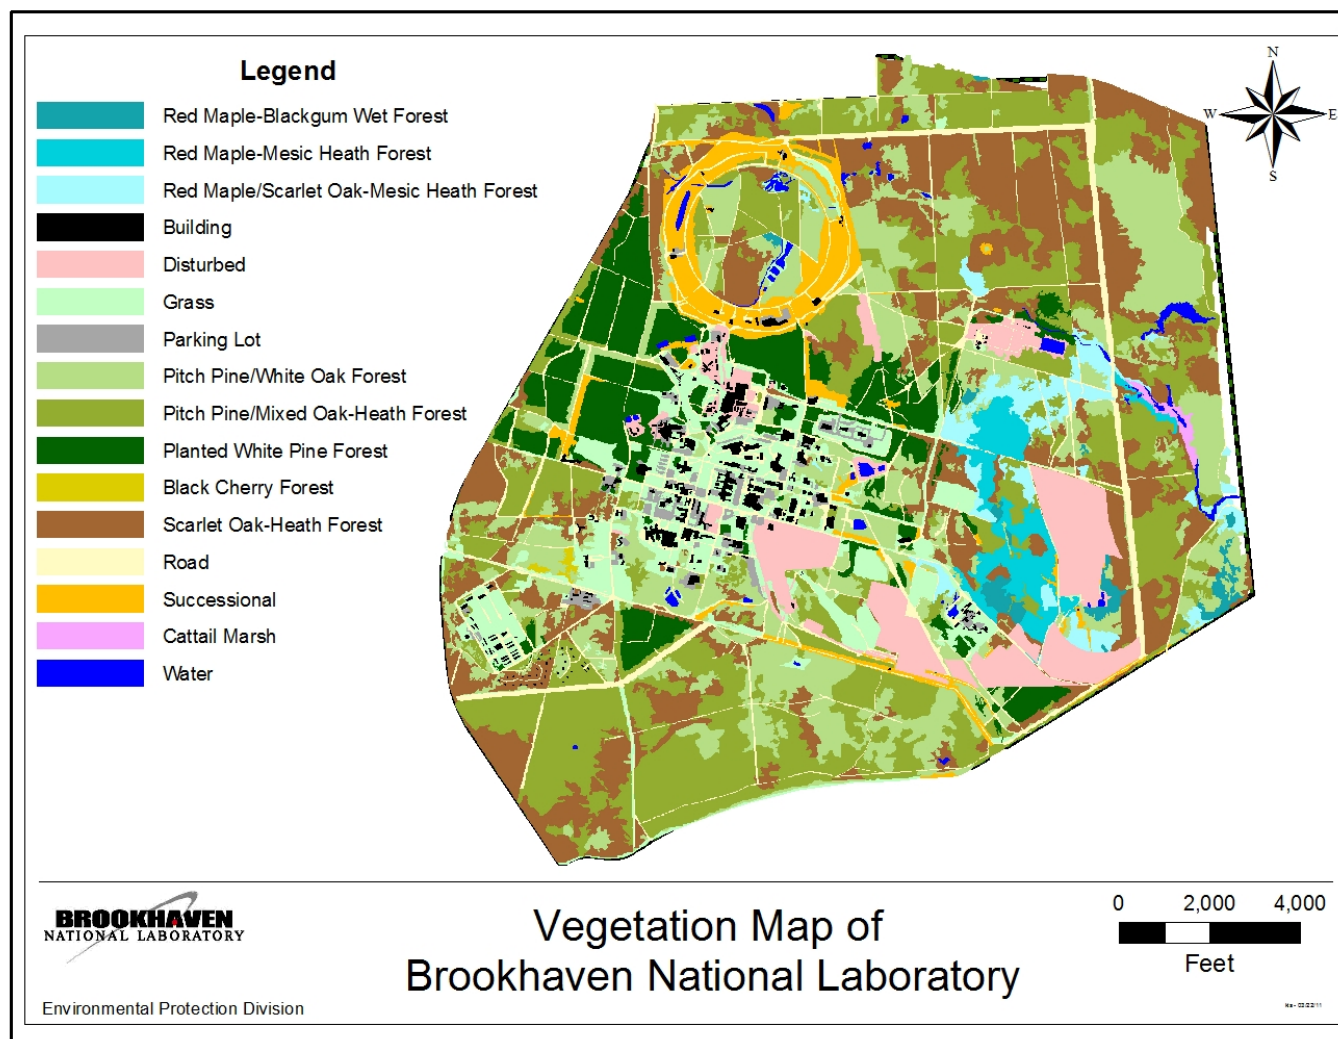 Legend
Red Maple-Blackgum Wet Forest
Red Maple-Mesic Heath Forest
Red Maple/Scarlet Oak-Mesic Heath Forest
Building
Disturbed
Grass
Parking Lot
Pitch Pine/White Oak Forest
Pitch Pine/Mixed Oak-Heath Forest
Planted White Pine Forest
Black Cherry Forest
Scarlet Oak-Heath Forest
Road
Successional
Cattail Marsh
Water
N
W E
S
BROOKHAVEN
NATIONAL LABORATORY
Environmental Protection Division
Vegetation Map of
Brookhaven National Laboratory
0 2,000 4,000
Feet